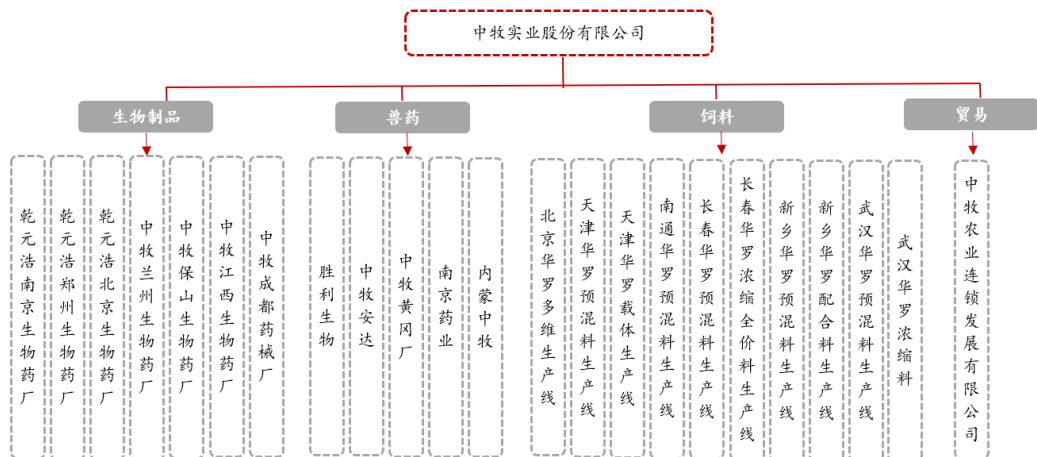 中牧实业股份有限公司
生物制品
兽药
饲料
贸易
乾元浩南京生物药厂
乾元浩郑州生物药厂
乾元浩北京生物药厂
中牧兰州生物药厂
中牧保山生物药厂
中牧江西生物药厂
中牧成都药械厂
胜利生物
中牧安达
中牧黄冈厂
南京药业
内蒙中牧
北京华罗多维生产线
天津华罗预混料生产线
天津华罗载体生产线
南通华罗预混料生产线
长春华罗预混料生产线
长春华罗浓缩全价料生产线
新乡华罗预混料生产线
新乡华罗配合料生产线
武汉华罗预混料生产线
武汉华罗浓缩料
中牧农业连锁发展有限公司